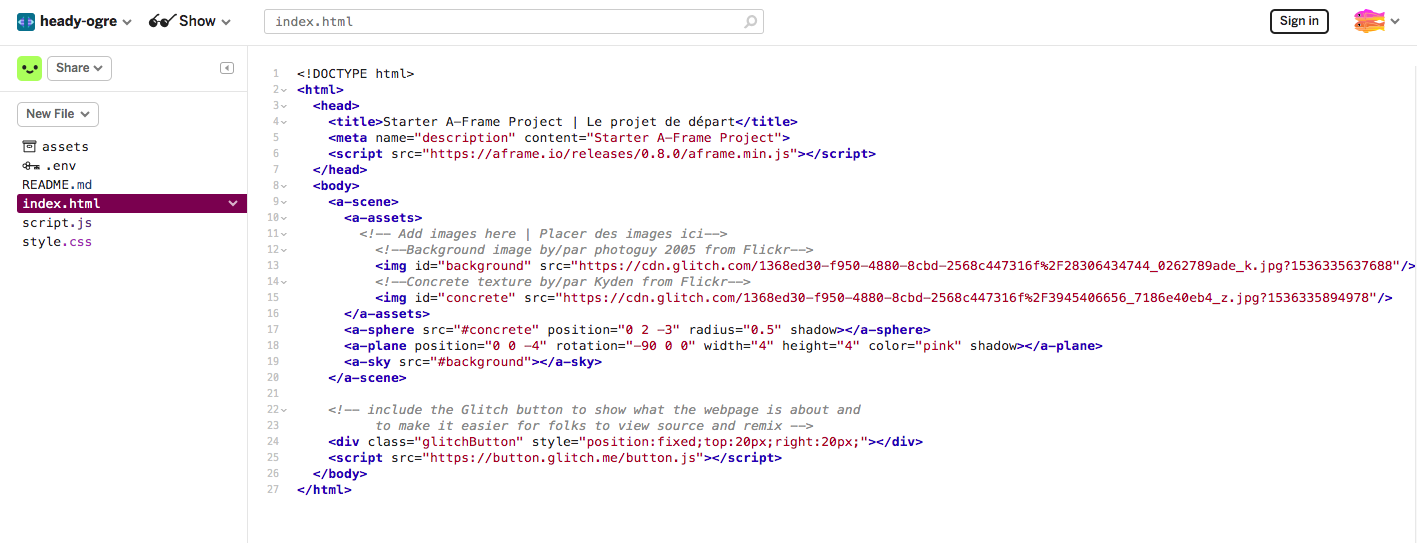 heady-ogre Show index.html Sign in
Share
New File
assets
.env
README.md
index.html
script.js
style.css
1 <!DOCTYPE html>
2 <html>
3 <head>
4 <title>Starter A-Frame Project | Le projet de départ</title>
5 <meta name="description" content="Starter A-Frame Project">
6 <script src="https://aframe.io/releases/0.8.0/aframe.min.js"></script>
7 </head>
8 <body>
9 <a-scene>
10 <a-assets>
11 <!-- Add images here | Placer des images ici-->
12 <!--Background image by/par photoguy 2005 from Flickr-->
13 <img id="background" src="https://cdn.glitch.com/1368ed30-f950-4880-8cbd-2568c447316f%2F28306434744_0262789ade_k.jpg?1536335637688"/>
14 <!--Concrete texture by/par Kyden from Flickr-->
15 <img id="concrete" src="https://cdn.glitch.com/1368ed30-f950-4880-8cbd-2568c447316f%2F3945406656_7186e40eb4_z.jpg?1536335894978"/>
16 </a-assets>
17 <a-sphere src="#concrete" position="0 2 -3" radius="0.5" shadow></a-sphere>
18 <a-plane position="0 0 -4" rotation="-90 0 0" width="4" height="4" color="pink" shadow></a-plane>
19 <a-sky src="#background"></a-sky>
20 </a-scene>
21
22 <!-- include the Glitch button to show what the webpage is about and
23 to make it easier for folks to view source and remix -->
24 <div class="glitchButton" style="position:fixed;top:20px;right:20px;"></div>
25 <script src="https://button.glitch.me/button.js"></script>
26 </body>
27 </html>